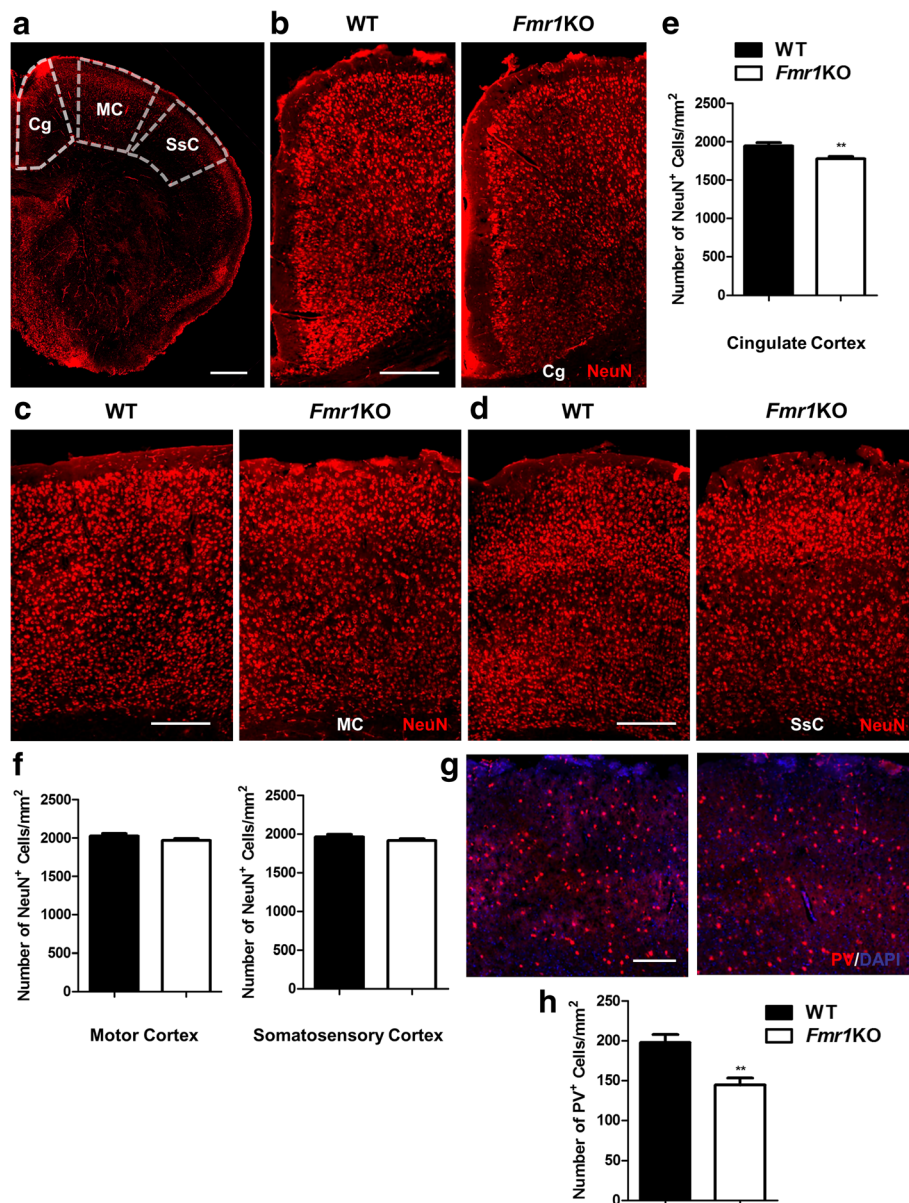 a
Cg
MC
SsC
b
WT
Fmr1KO
Cg NeuN
e
WT
Fmr1KO
Number of NeuN⁺ Cells/mm²
2500
2000
1500
1000
500
0
**
Cingulate Cortex
c
WT
Fmr1KO
MC NeuN
d
WT
Fmr1KO
SsC NeuN
f
Number of NeuN⁺ Cells/mm²
2500
2000
1500
1000
500
0
Motor Cortex
Number of NeuN⁺ Cells/mm²
2500
2000
1500
1000
500
0
Somatosensory Cortex
g
PV/DAPI
h
WT
Fmr1KO
Number of PV⁺ Cells/mm²
200
150
100
50
0
**